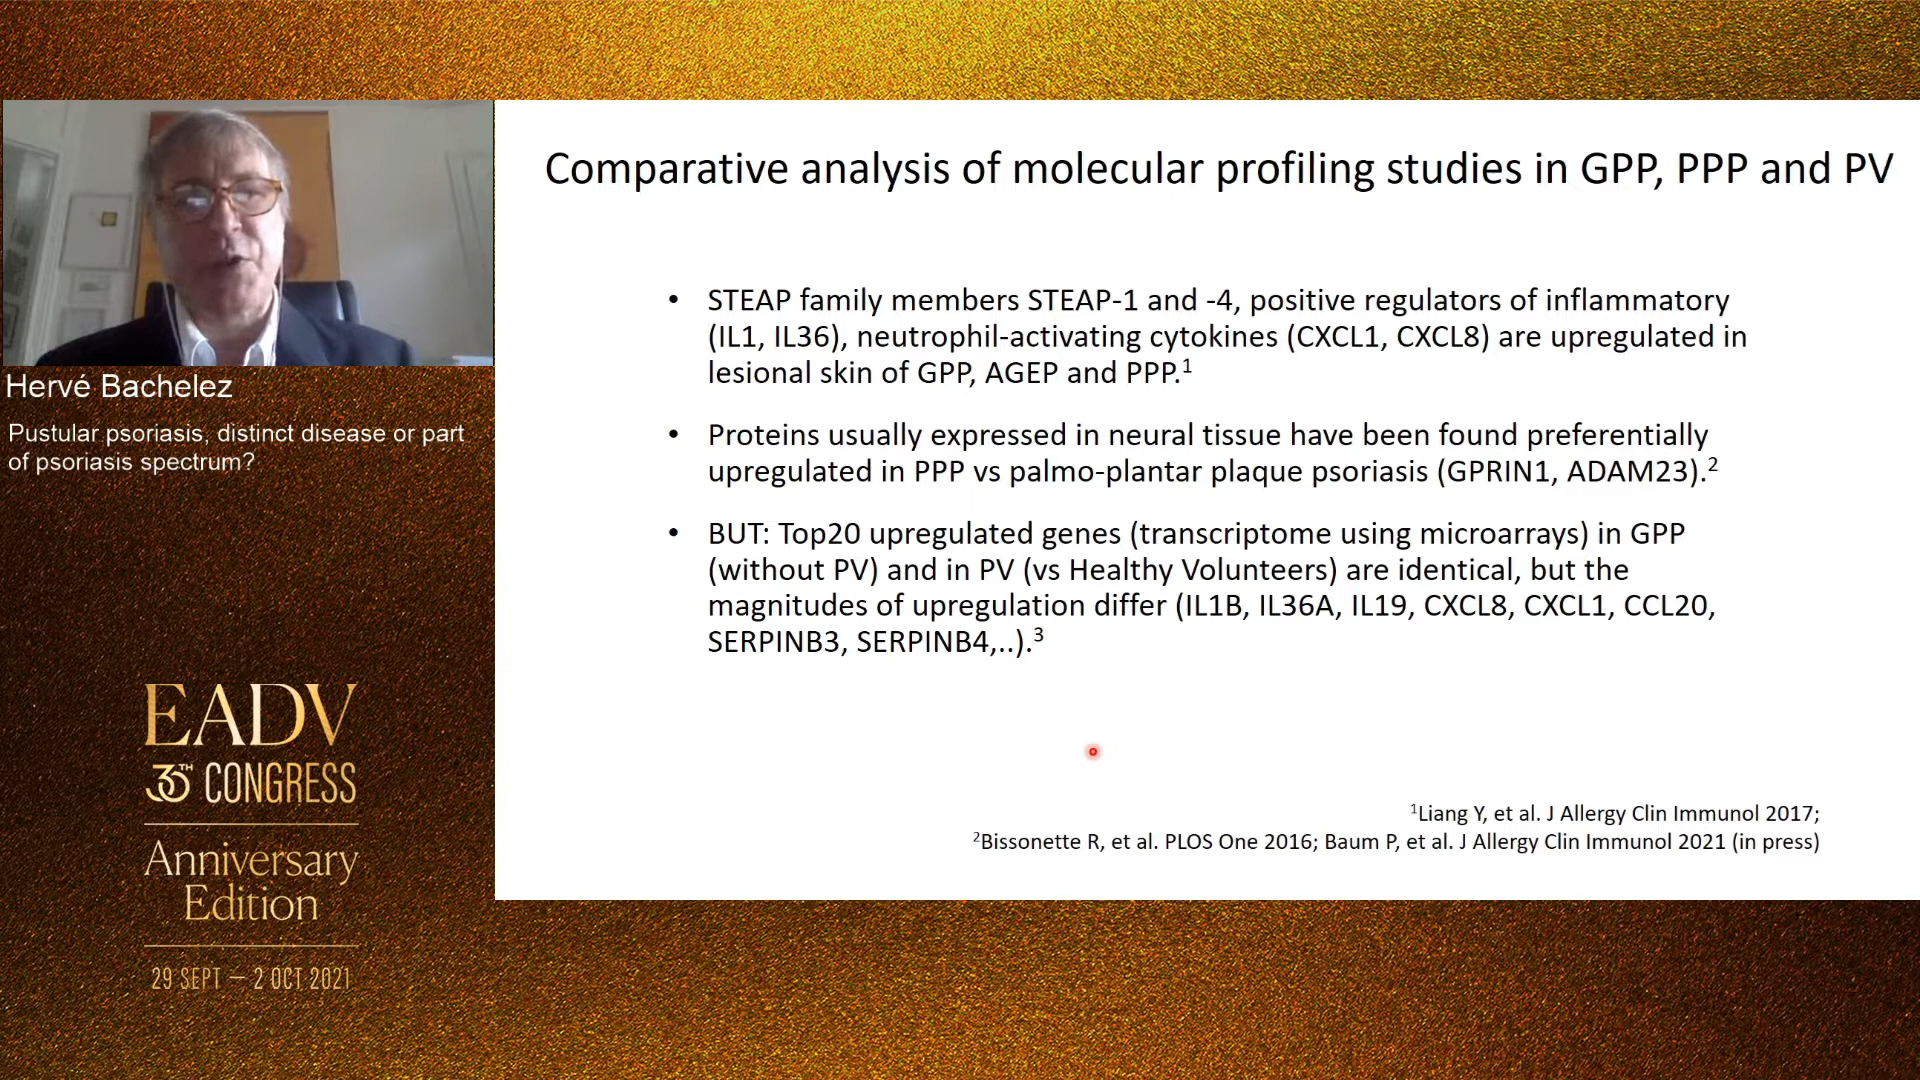 Comparative analysis of molecular profiling studies in GPP, PPP and PV
• STEAP family members STEAP-1 and -4, positive regulators of inflammatory
(IL1, IL36), neutrophil-activating cytokines (CXCL1, CXCL8) are upregulated in
lesional skin of GPP, AGEP and PPP.¹
• Proteins usually expressed in neural tissue have been found preferentially
upregulated in PPP vs palmo-plantar plaque psoriasis (GPRIN1, ADAM23).²
• BUT: Top20 upregulated genes (transcriptome using microarrays) in GPP
(without PV) and in PV (vs Healthy Volunteers) are identical, but the
magnitudes of upregulation differ (IL1B, IL36A, IL19, CXCL8, CXCL1, CCL20,
SERPINB3, SERPINB4,..).³
¹Liang Y, et al. J Allergy Clin Immunol 2017;
²Bissonette R, et al. PLOS One 2016; Baum P, et al. J Allergy Clin Immunol 2021 (in press)
Hervé Bachelez
Pustular psoriasis, distinct disease or part
of psoriasis spectrum?
EADV
30TH CONGRESS
Anniversary
Edition
29 SEPT — 2 OCT 2021